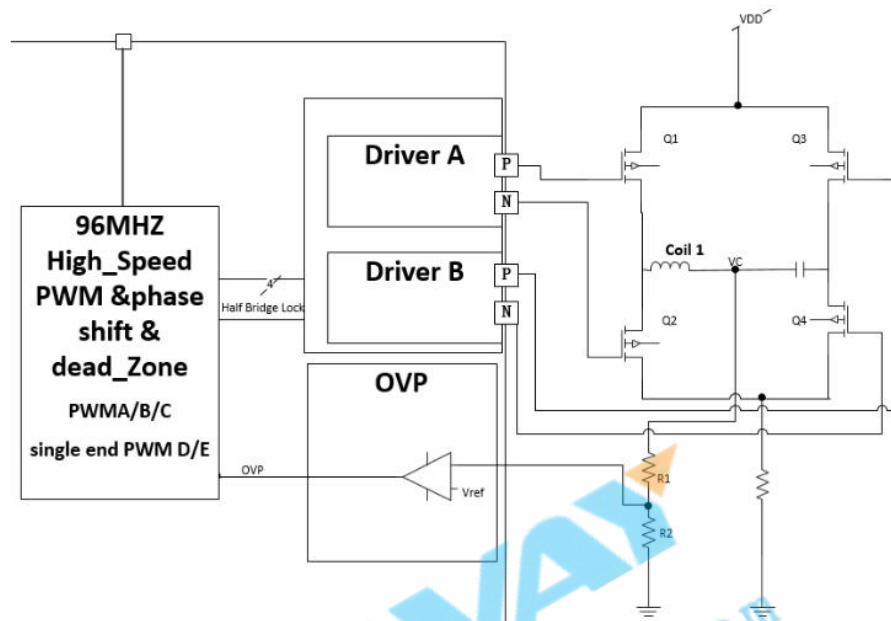 VDD
Driver A
P
N
Q1
Q3
96MHZ
High_Speed
PWM &phase
shift &
dead_Zone
PWMA/B/C
single end PWM D/E
4
Half Bridge Lock
Driver B
P
N
Coil 1
VC
Q2
Q4
OVP
OVP
Vref
R1
R2